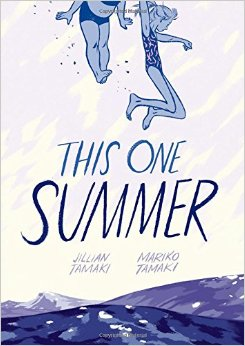 THIS ONE
SUMMER
JILLIAN MARIKO
TAMAKI TAMAKI